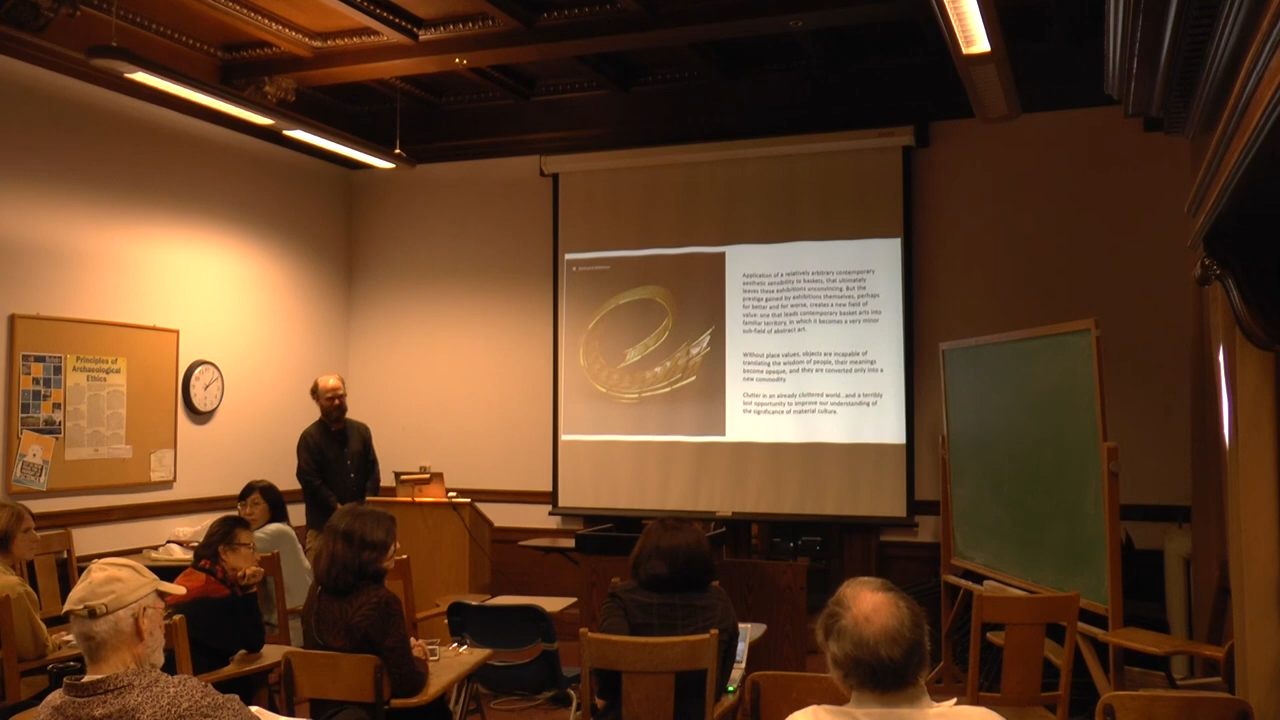 Application of a relatively arbitrary contemporary
aesthetic sensibility to baskets, that ultimately
leaves these exhibitions unconvincing. But the
prestige gained by exhibitions themselves, perhaps
for better and for worse, creates a new field of
value: one that leads contemporary basket arts into
familiar territory, in which it becomes a very minor
sub-field of abstract art.
Without place values, objects are incapable of
translating the wisdom of people, their meanings
become opaque, and they are converted only into a
new commodity.
Clutter in an already cluttered world...and a terribly
lost opportunity to improve our understanding of
the significance of material culture.
Principles of
Archaeological
Ethics